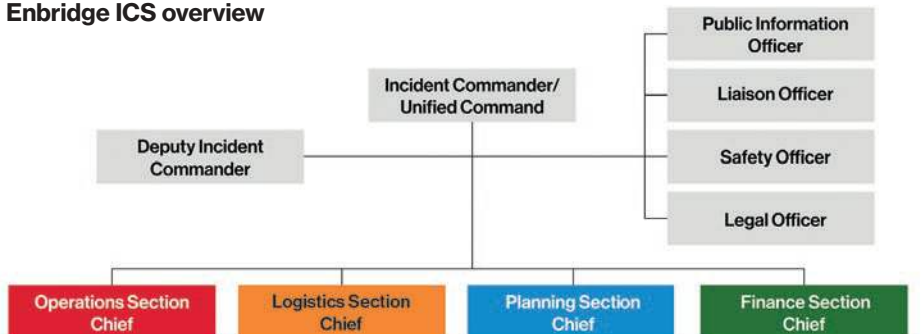 Enbridge ICS overview
Public Information
Officer
Incident Commander/
Unified Command
Liaison Officer
Deputy Incident
Commander
Safety Officer
Legal Officer
Operations Section
Chief
Logistics Section
Chief
Planning Section
Chief
Finance Section
Chief